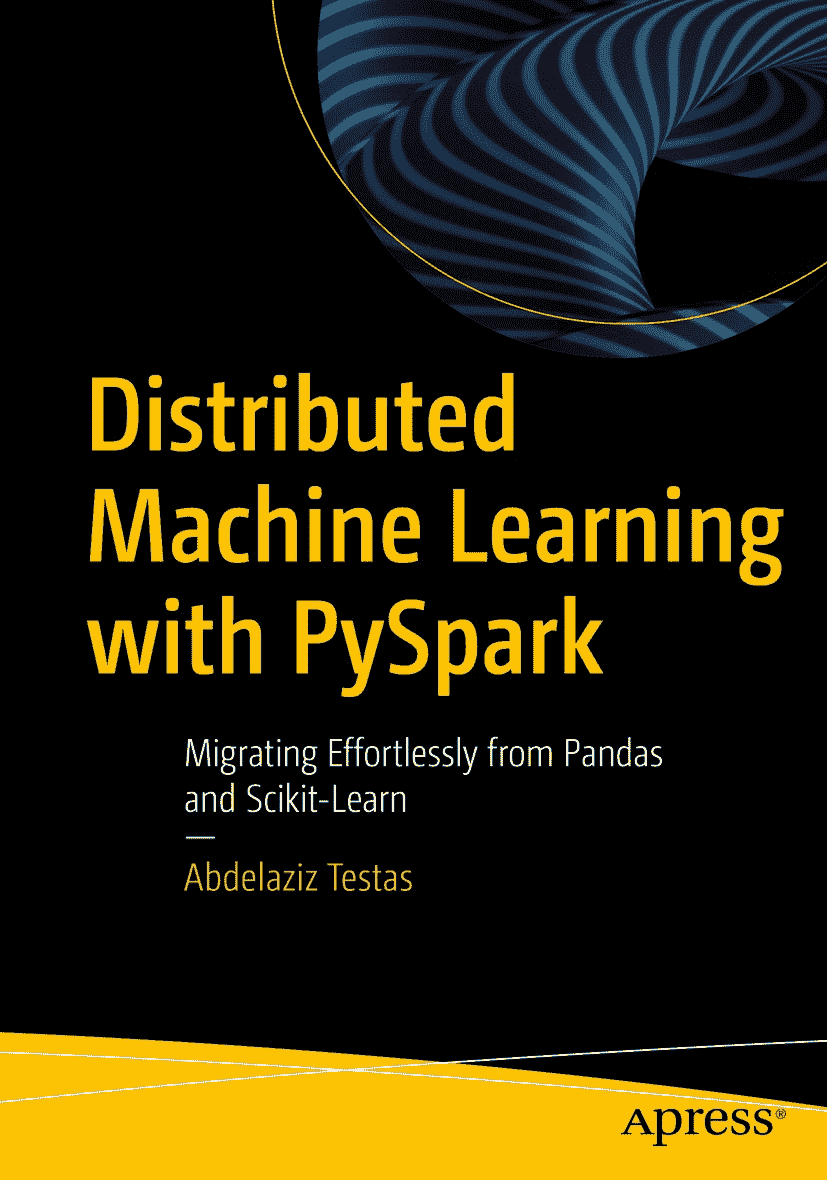 Distributed
Machine Learning
with PySpark
Migrating Effortlessly from Pandas
and Scikit-Learn
Abdelaziz Testas
Apress®